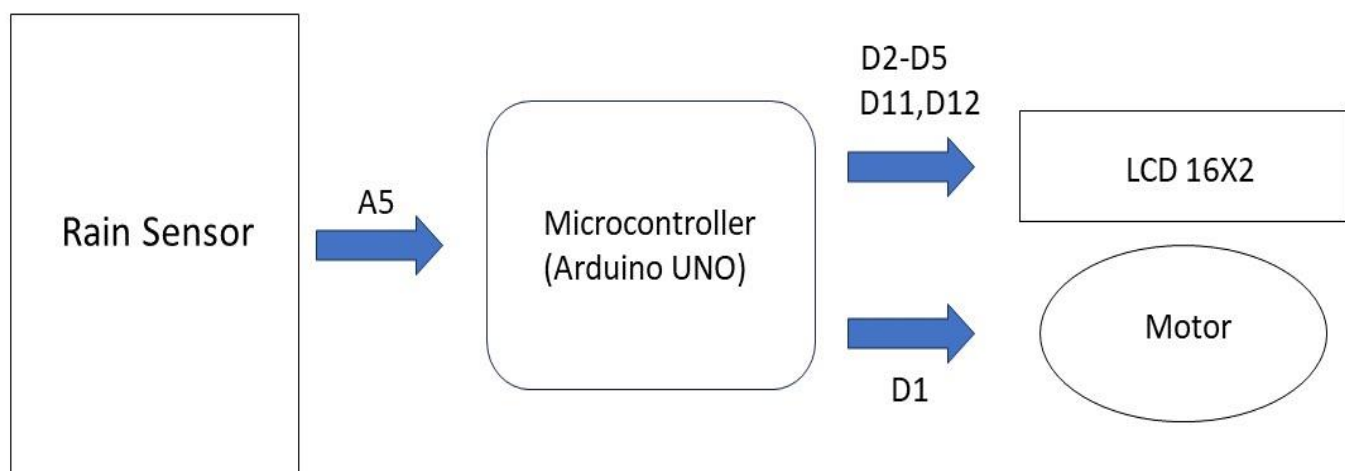 Rain Sensor
A5
Microcontroller
(Arduino UNO)
D2-D5
D11,D12
LCD 16X2
Motor
D1